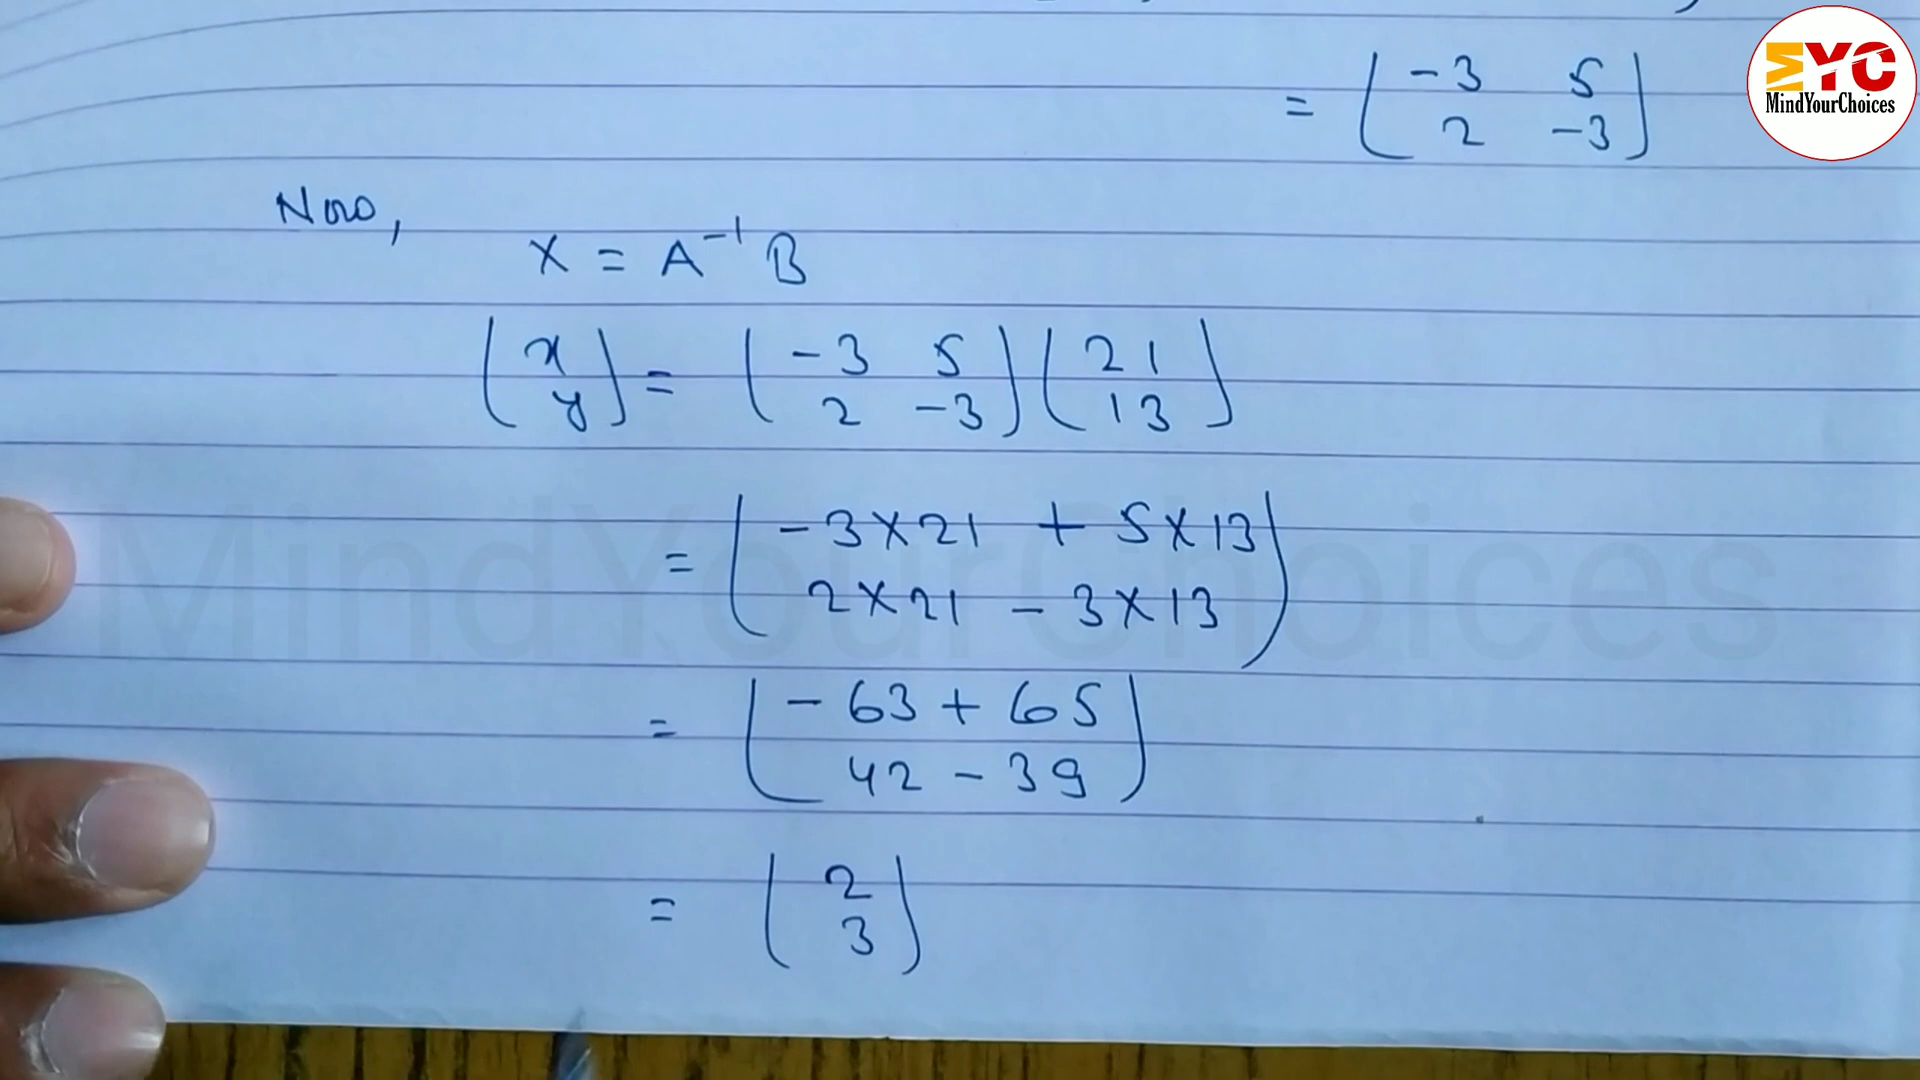 MYC
MindYourChoices
= ( -3 5
2 -3 )
Now,
X = A⁻¹ B
( x
y ) = ( -3 5
2 -3 ) ( 21
13 )
= ( -3×21 + 5×13
2×21 - 3×13 )
= ( -63 + 65
42 - 39 )
= ( 2
3 )
MindYourChoices